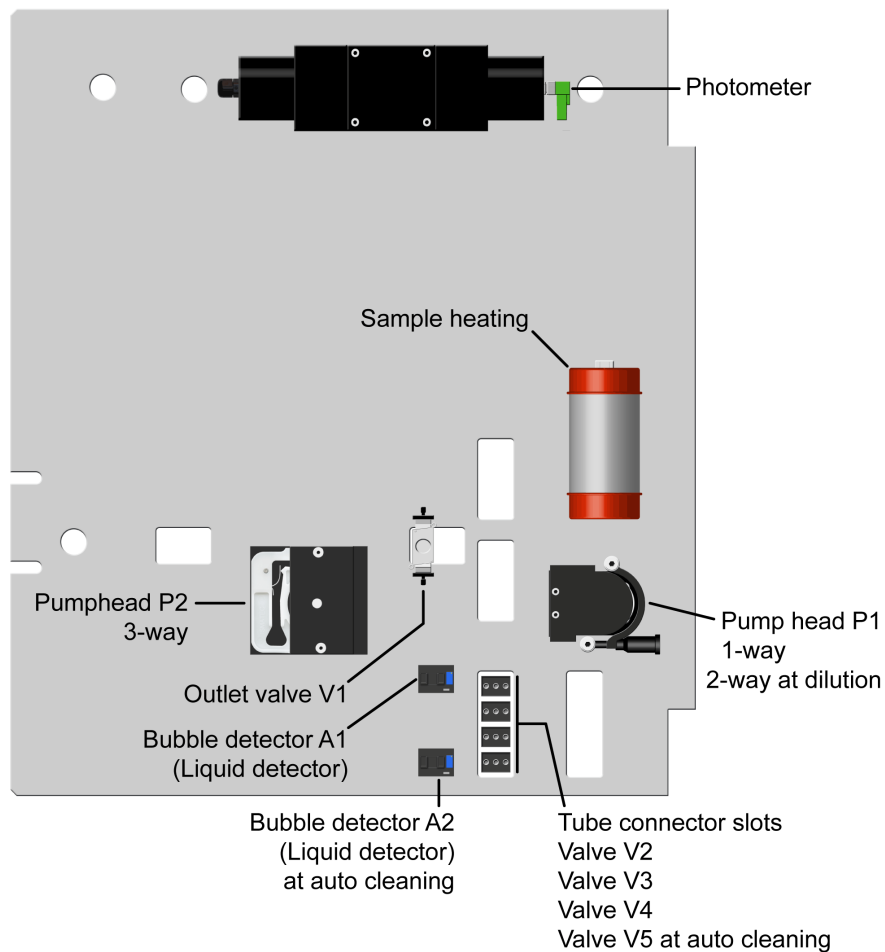 Photometer
Sample heating
Pumphead P2
3-way
Pump head P1
1-way
2-way at dilution
Outlet valve V1
Bubble detector A1
(Liquid detector)
Bubble detector A2
(Liquid detector)
at auto cleaning
Tube connector slots
Valve V2
Valve V3
Valve V4
Valve V5 at auto cleaning